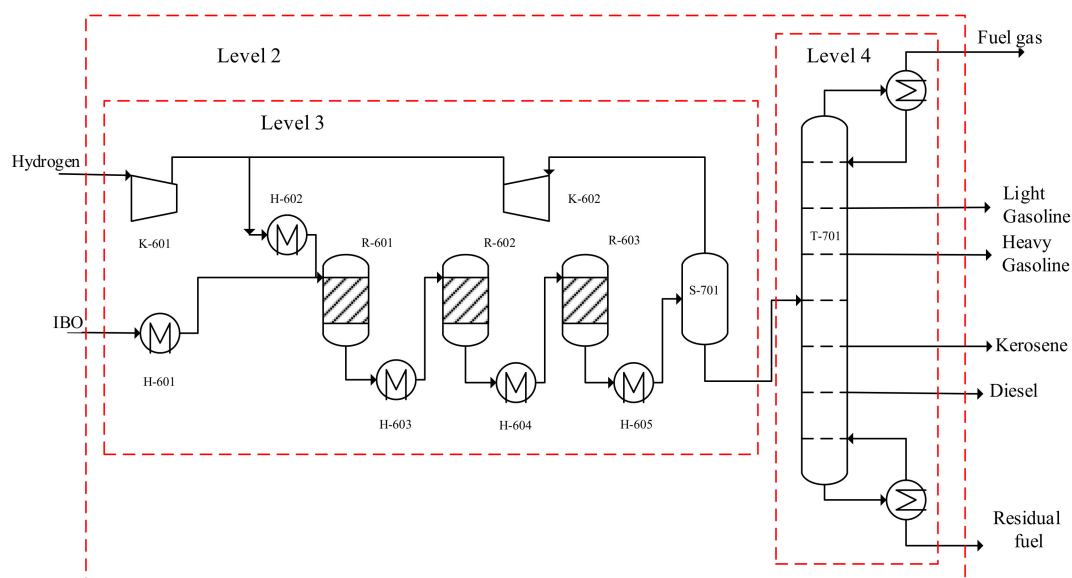 Fuel gas
Level 2
Level 4
Level 3
Hydrogen
H-602
K-602
K-601
Light
Gasoline
R-601
R-602
R-603
T-701
Heavy
Gasoline
S-701
IBO
Kerosene
H-601
Diesel
H-603
H-604
H-605
Residual
fuel